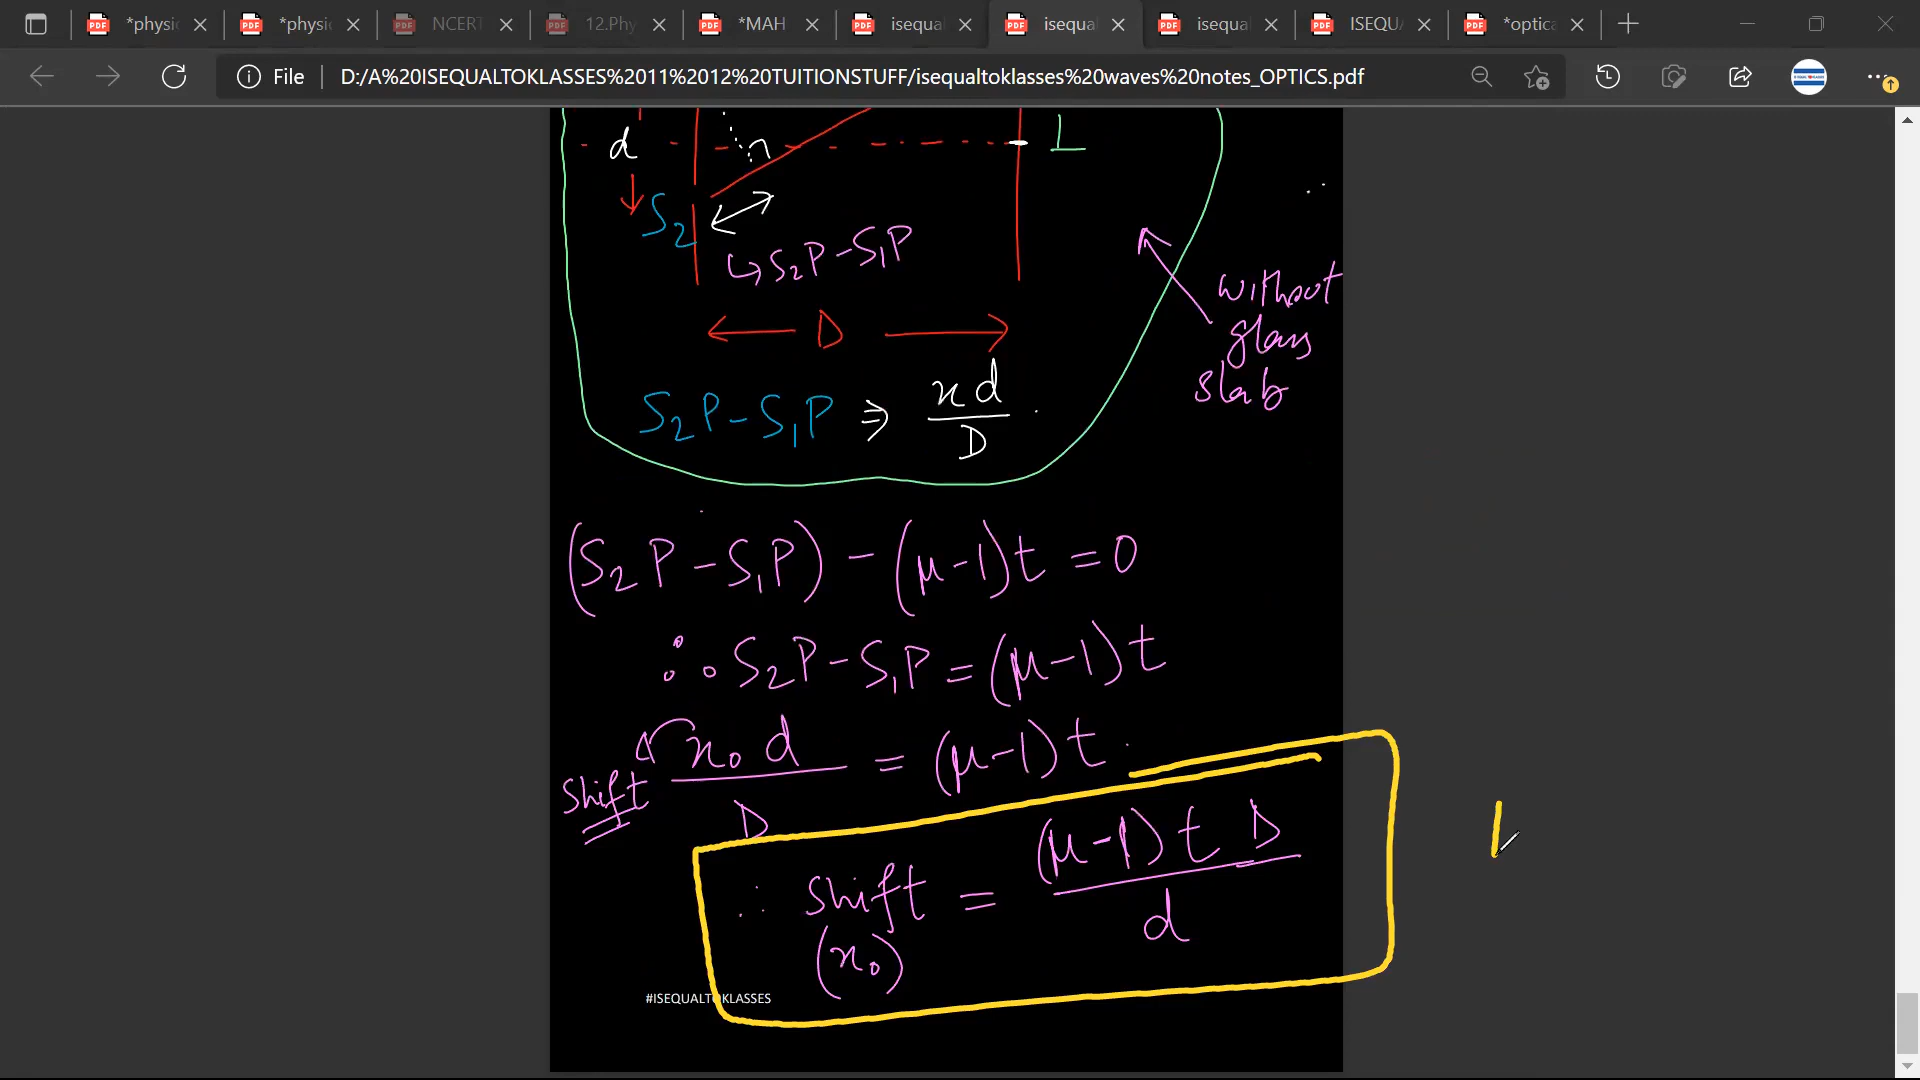 *physic *physic NCERT 12.Phy *MAH isequal isequal isequal ISEQUA *optica
File D:/A%20ISEQUALTOKLASSES%2011%2012%20TUITIONSTUFF/isequaltoklasses%20waves%20notes_OPTICS.pdf
d n L
S₂
↳ S₂P - S₁P
without
glass
slab
← D →
S₂P - S₁P ⇒ xd/D
(S₂P - S₁P) - (μ-1)t = 0
∴ S₂P - S₁P = (μ-1)t
shift x₀d/D = (μ-1)t
∴ shift = (μ-1) t D/d
(x₀)
#ISEQUALTOKLASSES